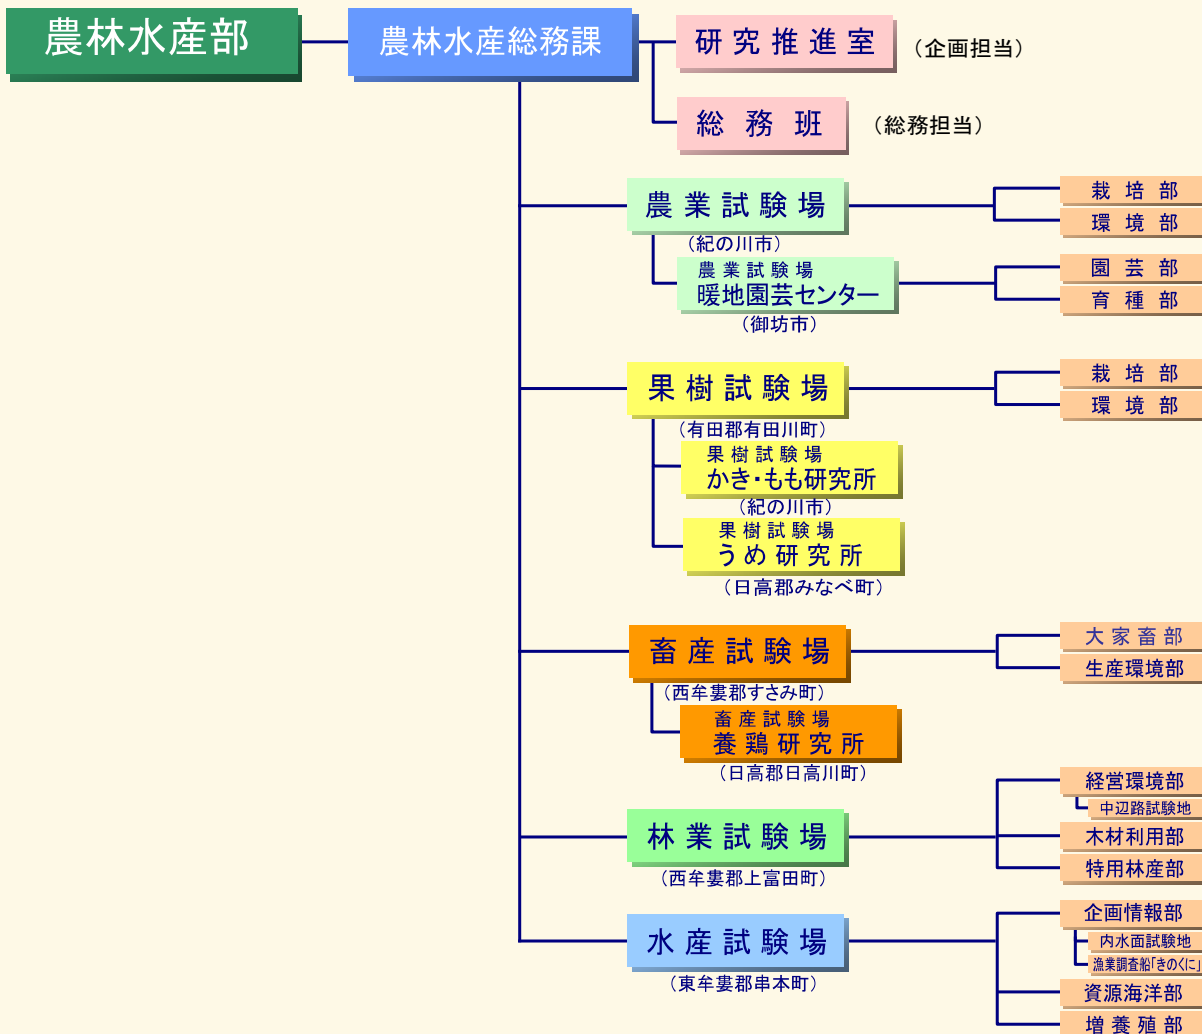 農林水産部
農林水産総務課
研究推進室
（企画担当）
総務班
（総務担当）
農業試験場
（紀の川市）
栽培部
環境部
農業試験場
暖地園芸センター
（御坊市）
園芸部
育種部
果樹試験場
（有田郡有田川町）
栽培部
環境部
果樹試験場
かき・もも研究所
（紀の川市）
果樹試験場
うめ研究所
（日高郡みなべ町）
畜産試験場
（西牟婁郡すさみ町）
大家畜部
生産環境部
畜産試験場
養鶏研究所
（日高郡日高川町）
林業試験場
（西牟婁郡上富田町）
経営環境部
中辺路試験地
木材利用部
特用林産部
水産試験場
（東牟婁郡串本町）
企画情報部
内水面試験地
漁業調査船「きのくに」
資源海洋部
増養殖部